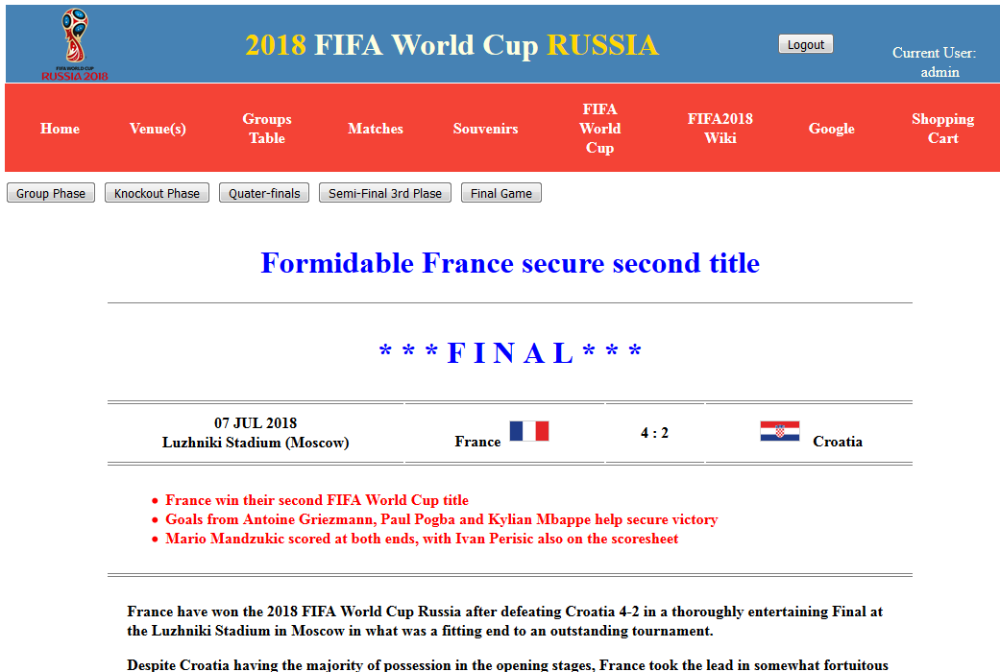 2018 FIFA World Cup RUSSIA
Logout
Current User:
admin
FIFA WORLD CUP
RUSSIA 2018
Home
Venue(s)
Groups
Table
Matches
Souvenirs
FIFA
World
Cup
FIFA2018
Wiki
Google
Shopping
Cart
Group Phase
Knockout Phase
Quater-finals
Semi-Final 3rd Plase
Final Game
Formidable France secure second title
* * * F I N A L * * *
07 JUL 2018
Luzhniki Stadium (Moscow)
France
4 : 2
Croatia
• France win their second FIFA World Cup title
• Goals from Antoine Griezmann, Paul Pogba and Kylian Mbappe help secure victory
• Mario Mandzukic scored at both ends, with Ivan Perisic also on the scoresheet
France have won the 2018 FIFA World Cup Russia after defeating Croatia 4-2 in a thoroughly entertaining Final at
the Luzhniki Stadium in Moscow in what was a fitting end to an outstanding tournament.
Despite Croatia having the majority of possession in the opening stages, France took the lead in somewhat fortuitous